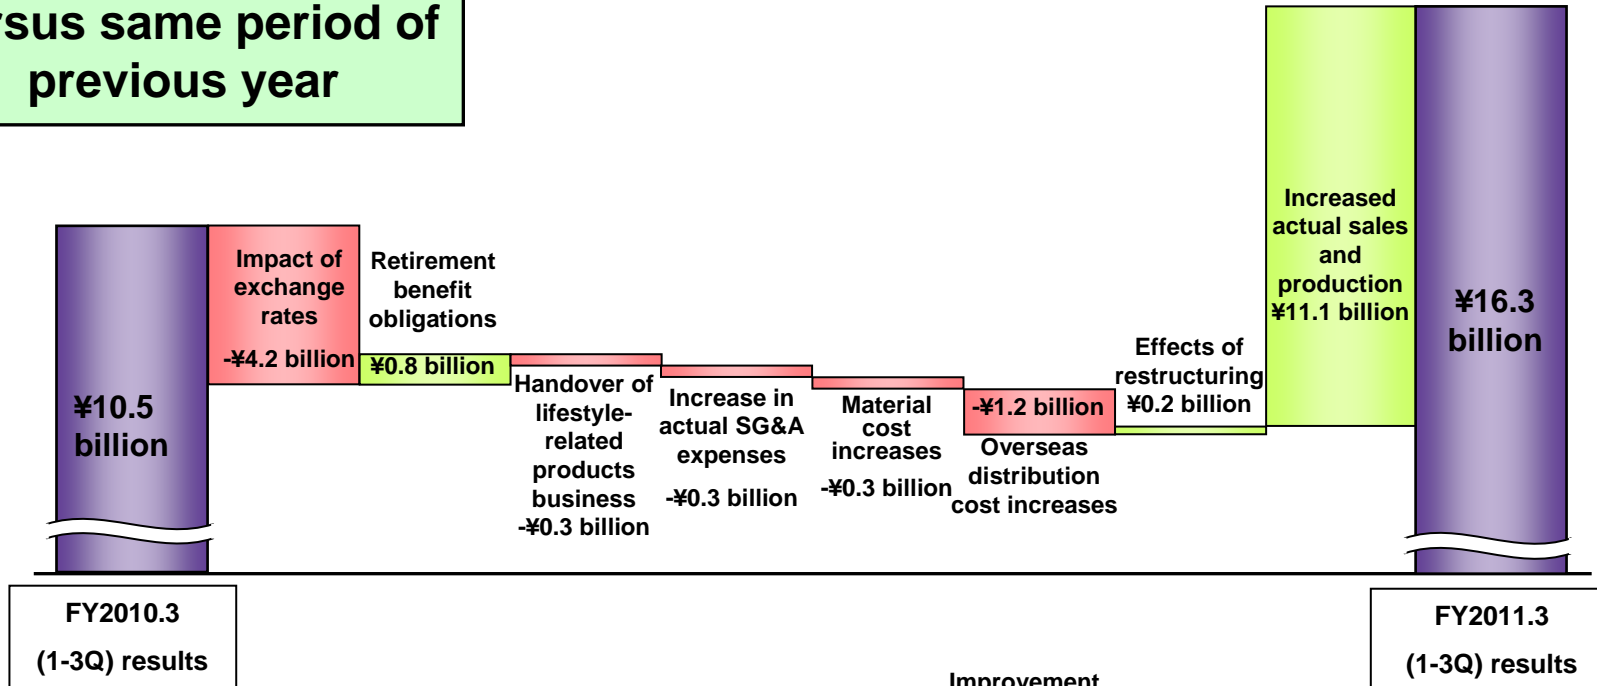 previous year
same period of
¥10.5
billion
Impact of
exchange
rates
-¥4.2 billion
Retirement
benefit
obligations
¥0.8 billion
Handover of
lifestyle-
related
products
business
-¥0.3 billion
Increase in
actual SG&A
expenses
-¥0.3 billion
Material
cost
increases
-¥0.3 billion
-¥1.2 billion
Overseas
distribution
cost increases
Effects of
restructuring
¥0.2 billion
Increased
actual sales
and
production
¥11.1 billion
¥16.3
billion
FY2010.3
(1-3Q) results
FY2011.3
(1-3Q) results
Improvement